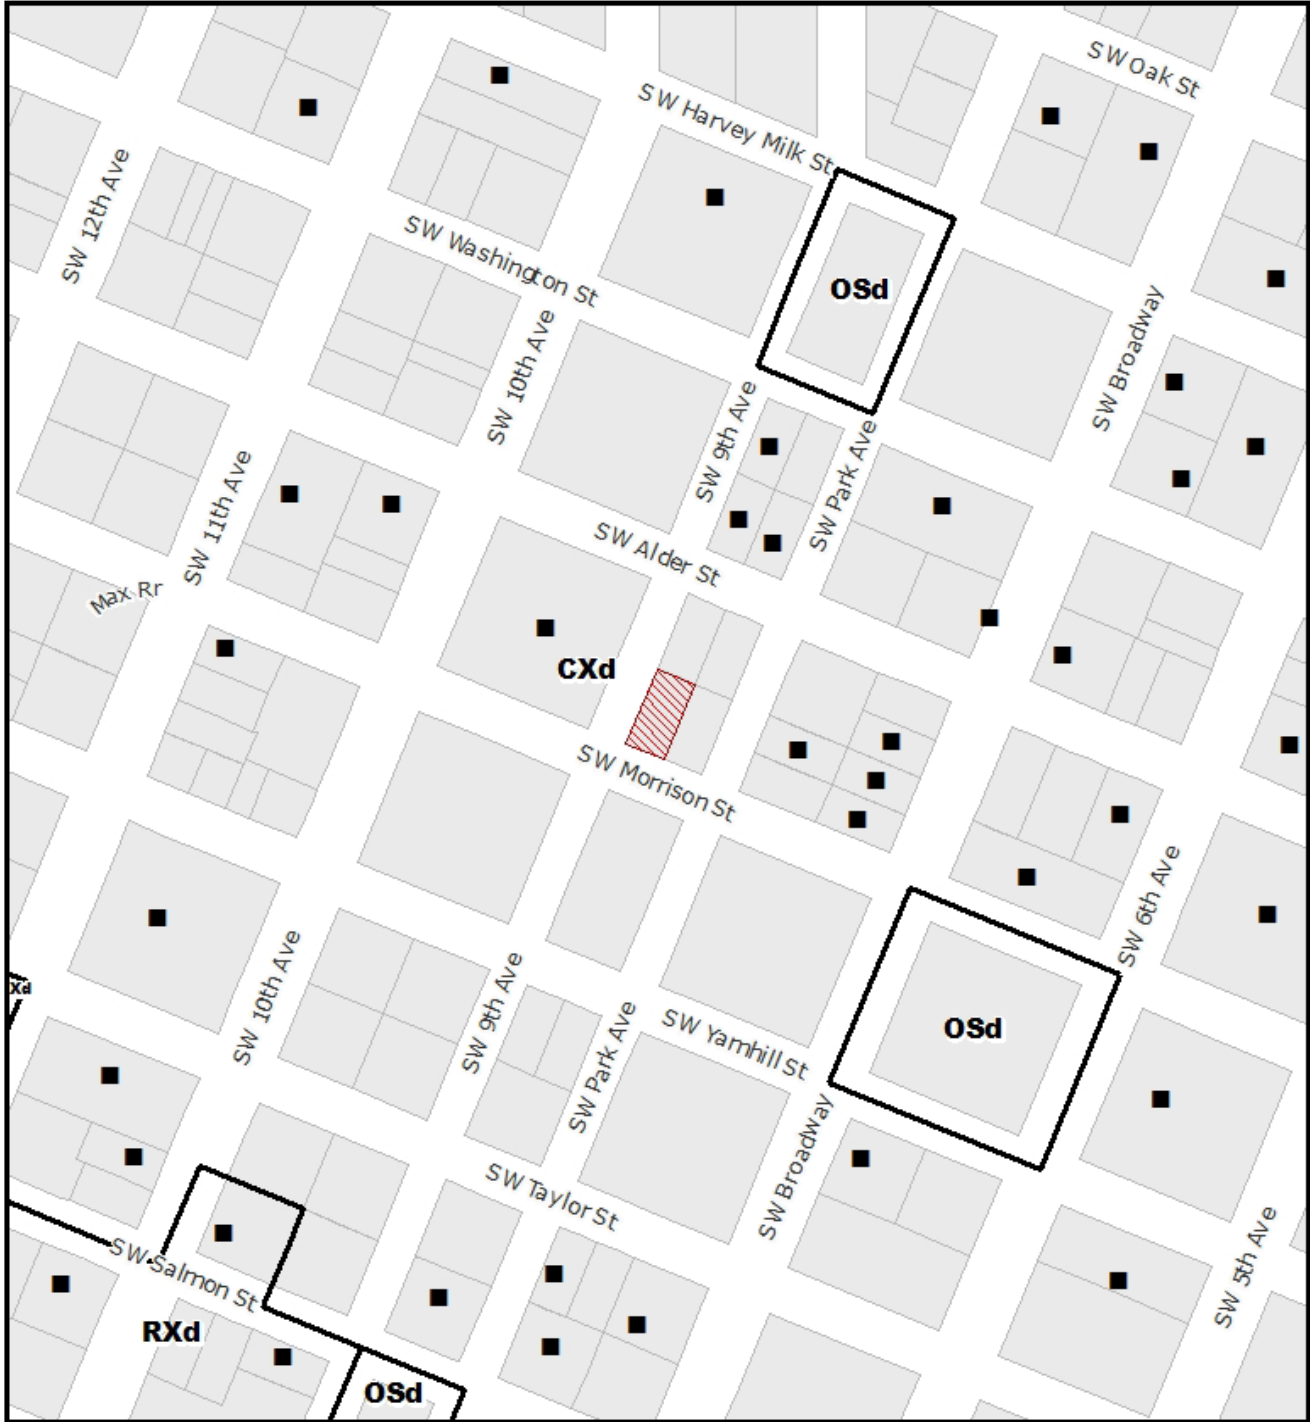 SW Oak St
SW Harvey Milk St
SW 12th Ave
SW Washington St
OSd
SW Broadway
SW 10th Ave
SW 9th Ave
SW Park Ave
SW 11th Ave
SW Alder St
Max Rr
CXd
SW Morrison St
SW 6th Ave
SW 10th Ave
SW 9th Ave
Xd
SW Park Ave
SW Yamhill St
OSd
SW Broadway
SW Taylor St
SW 5th Ave
SW Salmon St
RXd
OSd